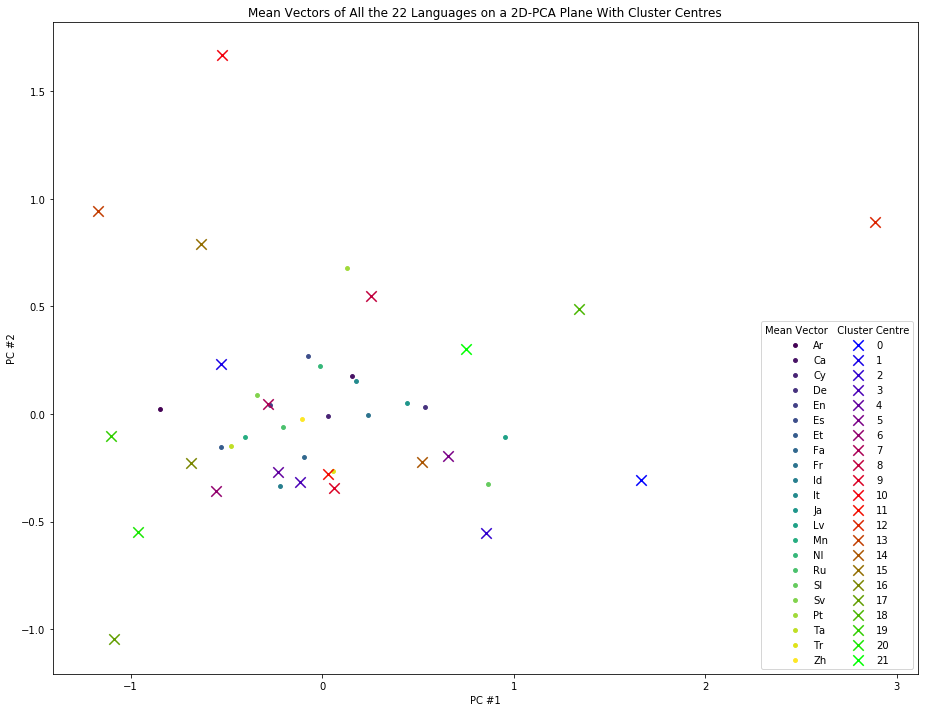 Mean Vectors of All the 22 Languages on a 2D-PCA Plane With Cluster Centres
1.5
1.0
0.5
0.0
−0.5
−1.0
PC #2
Mean Vector Cluster Centre
Ar 0
Ca 1
Cy 2
De 3
En 4
Es 5
Et 6
Fa 7
Fr 8
Id 9
It 10
Ja 11
Lv 12
Mn 13
Nl 14
Ru 15
Sl 16
Sv 17
Pt 18
Ta 19
Tr 20
Zh 21
−1 0 1 2 3
PC #1